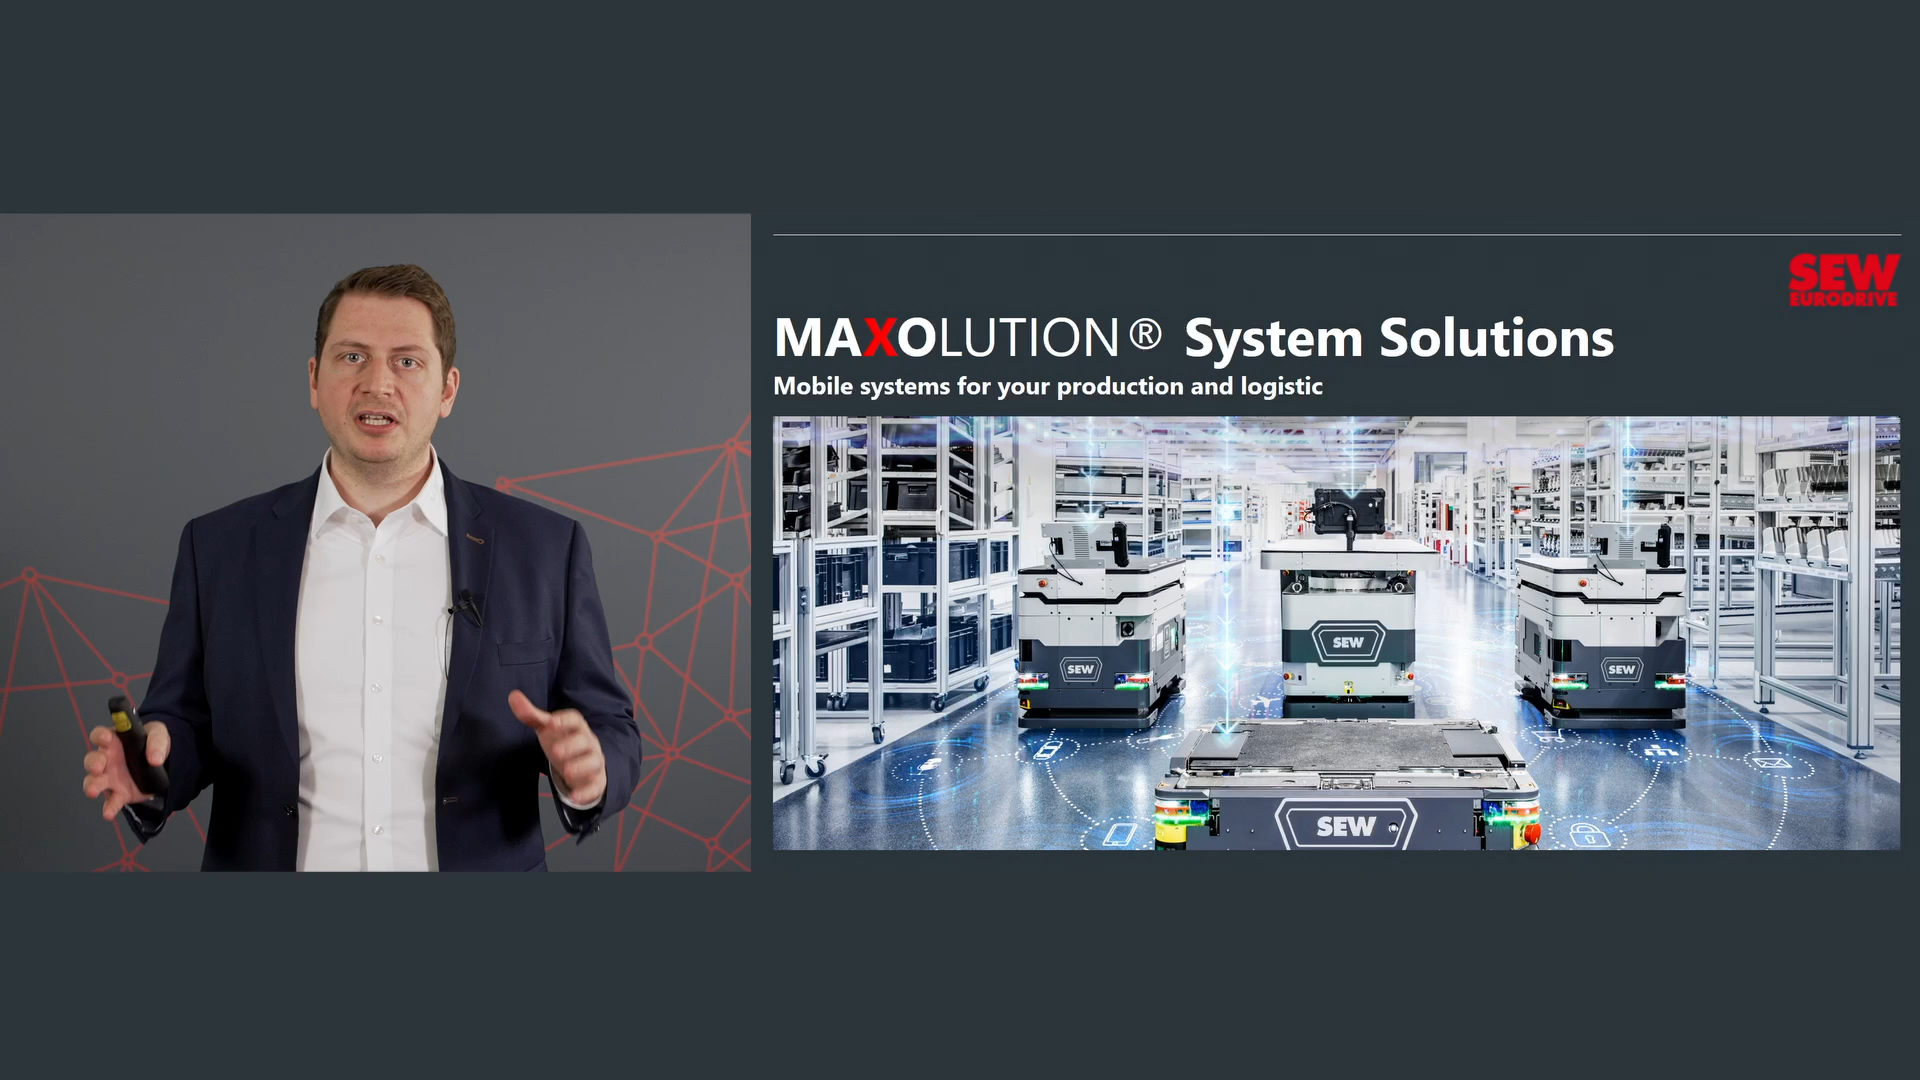 SEW
EURODRIVE
MAXOLUTION® System Solutions
Mobile systems for your production and logistic
SEW
SEW
SEW
SEW